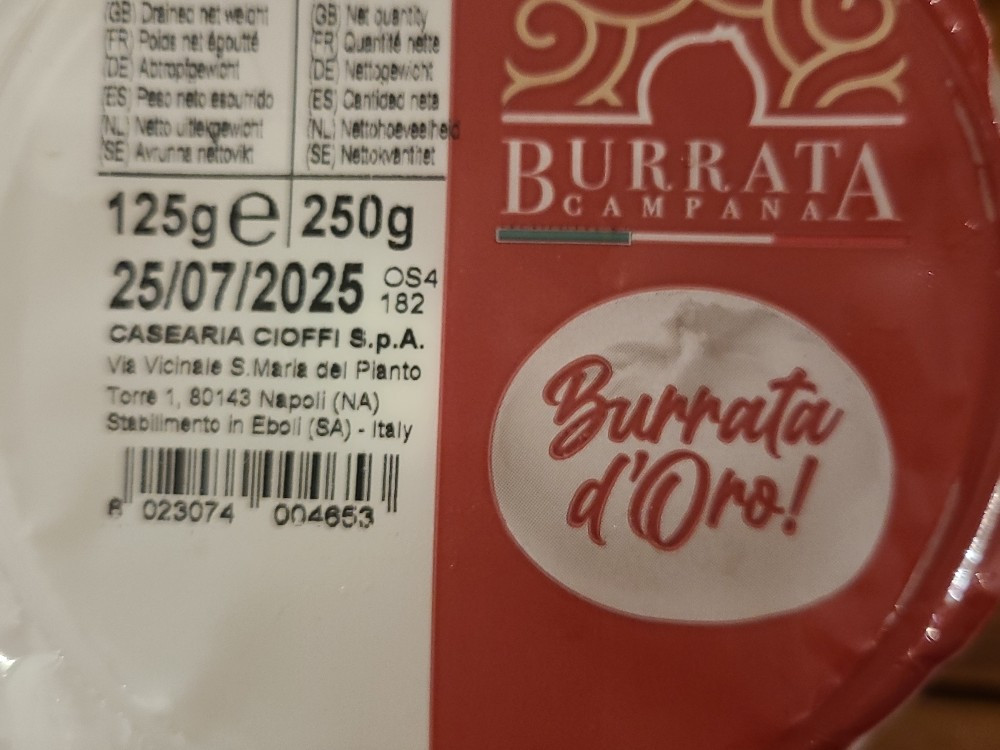 (GB) Drained net weight
(FR) Poids net égoutté
(DE) Abtropfgewicht
(ES) Peso neto escurrido
(NL) Netto uitlekgewicht
(SE) Avrunna nettovikt
(GB) Net quantity
(FR) Quantité nette
(DE) Nettogewicht
(ES) Cantidad neta
(NL) Nettohoeveelheid
(SE) Nettokvantitet
125g e 250g
25/07/2025 OS4
182
CASEARIA CIOFFI S.p.A.
Via Vicinale S.Maria del Pianto
Torre 1, 80143 Napoli (NA)
Stabilimento in Eboli (SA) - Italy
8 023074 004653
BURRATA
CAMPANA
Burrata
d'Oro!